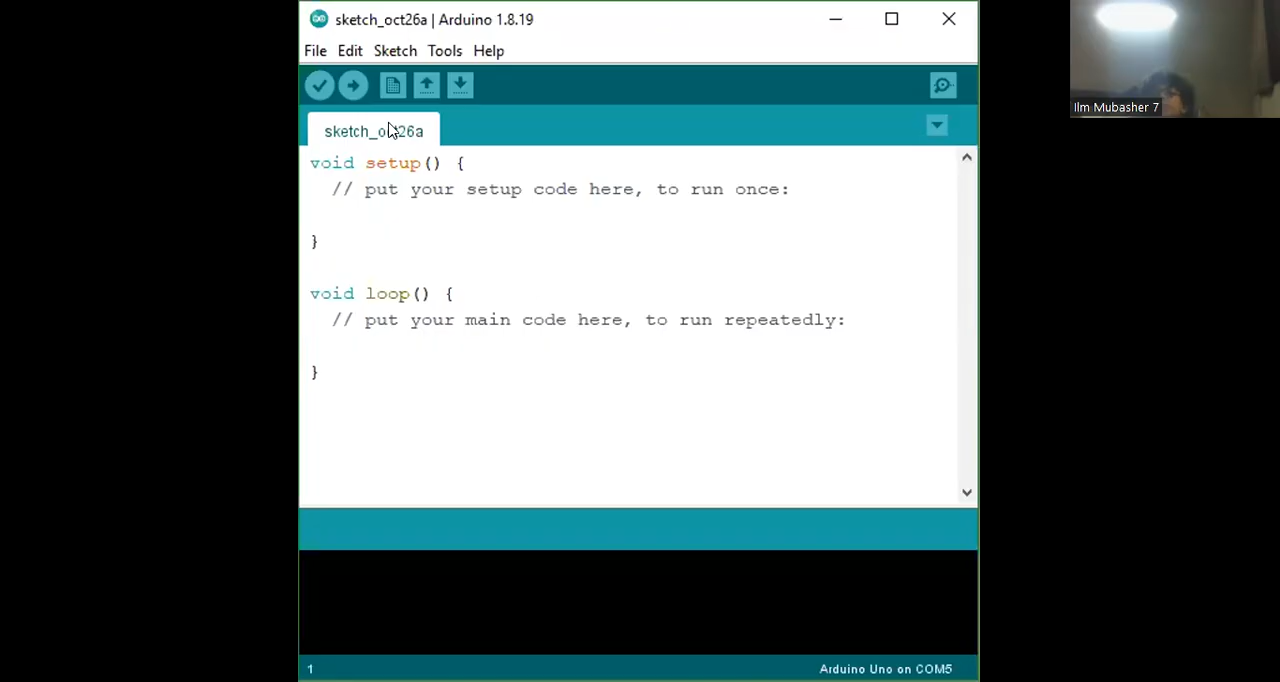 sketch_oct26a | Arduino 1.8.19
File Edit Sketch Tools Help
sketch_oct26a
Ilm Mubasher 7
void setup() {
  // put your setup code here, to run once:
}
void loop() {
  // put your main code here, to run repeatedly:
}
1
Arduino Uno on COM5